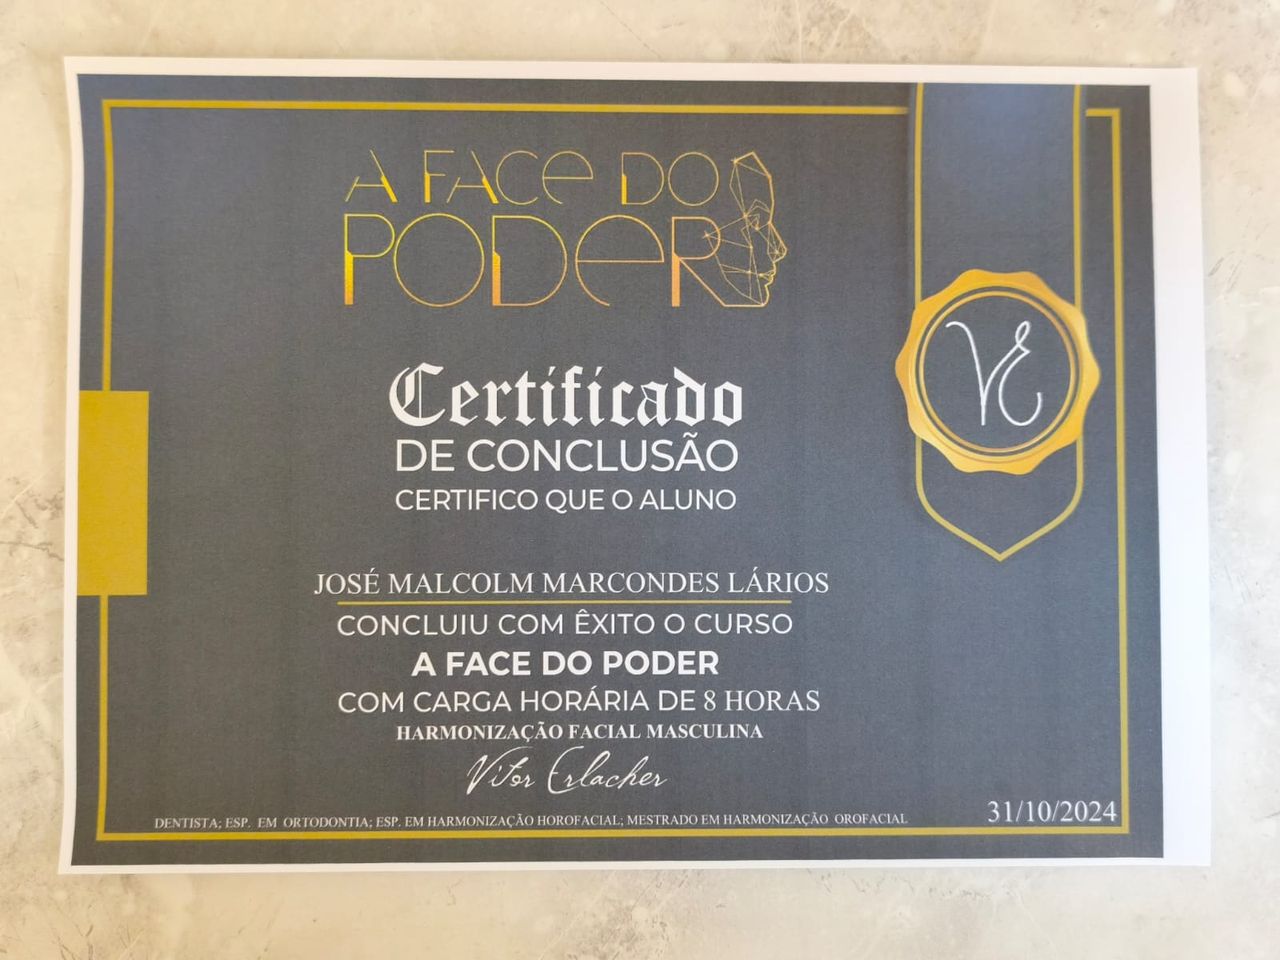 A FACE DO
PODER
VE
Certificado
DE CONCLUSÃO
CERTIFICO QUE O ALUNO
JOSÉ MALCOLM MARCONDES LÁRIOS
CONCLUIU COM ÊXITO O CURSO
A FACE DO PODER
COM CARGA HORÁRIA DE 8 HORAS
HARMONIZAÇÃO FACIAL MASCULINA
Vitor Erlacher
DENTISTA; ESP. EM ORTODONTIA; ESP. EM HARMONIZAÇÃO HOROFACIAL; MESTRADO EM HARMONIZAÇÃO OROFACIAL
31/10/2024